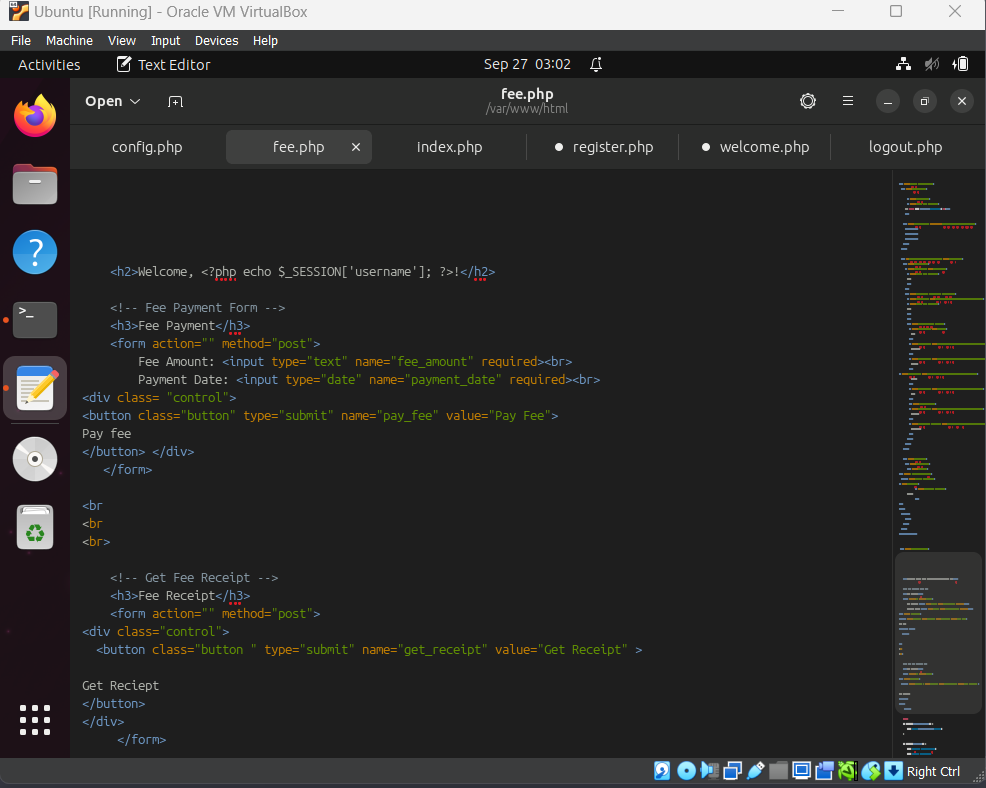 Ubuntu [Running] - Oracle VM VirtualBox
File Machine View Input Devices Help
Activities Text Editor Sep 27 03:02
Open fee.php
/var/www/html
config.php fee.php index.php register.php welcome.php logout.php
<h2>Welcome, <?php echo $_SESSION['username']; ?>!</h2>
<!-- Fee Payment Form -->
<h3>Fee Payment</h3>
<form action="" method="post">
Fee Amount: <input type="text" name="fee_amount" required><br>
Payment Date: <input type="date" name="payment_date" required><br>
<div class= "control">
<button class="button" type="submit" name="pay_fee" value="Pay Fee">
Pay fee
</button> </div>
</form>
<br
<br
<br>
<!-- Get Fee Receipt -->
<h3>Fee Receipt</h3>
<form action="" method="post">
<div class="control">
<button class="button " type="submit" name="get_receipt" value="Get Receipt" >
Get Reciept
</button>
</div>
</form>
Right Ctrl